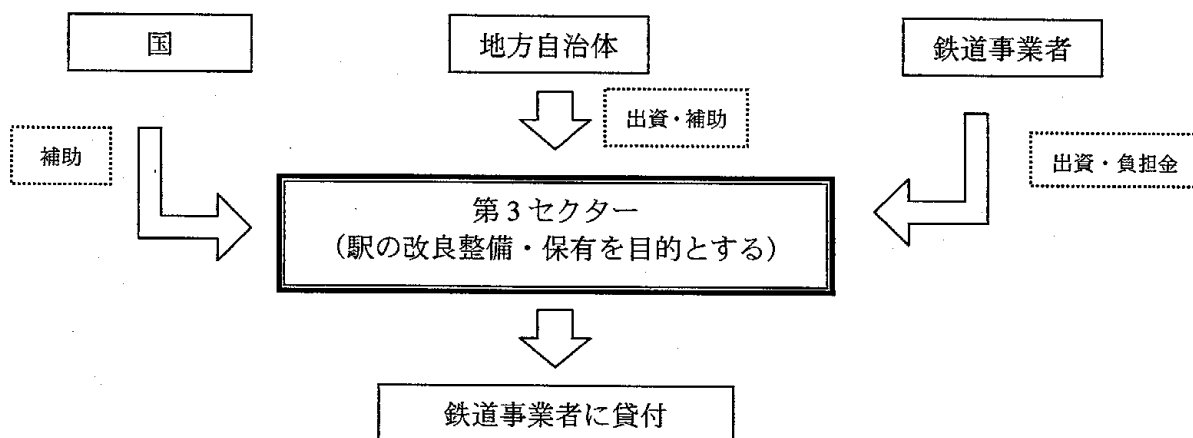 国
地方自治体
鉄道事業者
補助
出資・補助
出資・負担金
第3セクター
(駅の改良整備・保有を目的とする)
鉄道事業者に貸付